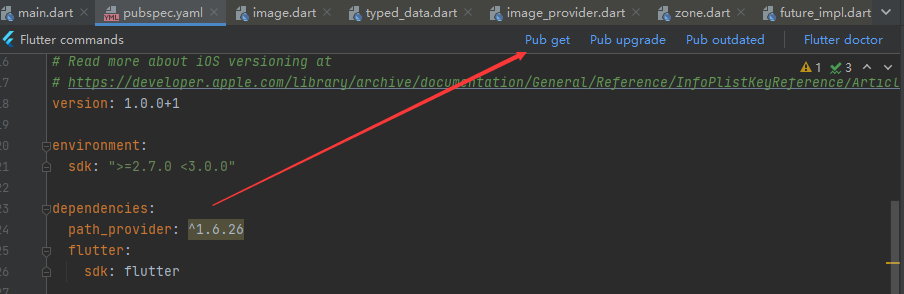 main.dart pubspec.yaml image.dart typed_data.dart image_provider.dart zone.dart future_impl.dart
Flutter commands Pub get Pub upgrade Pub outdated Flutter doctor
16 # Read more about iOS versioning at 1 3
17 # https://developer.apple.com/library/archive/documentation/General/Reference/InfoPlistKeyReference/Articl
18 version: 1.0.0+1
19
20 environment:
21 sdk: ">=2.7.0 <3.0.0"
22
23 dependencies:
24 path_provider: ^1.6.26
25 flutter:
26 sdk: flutter